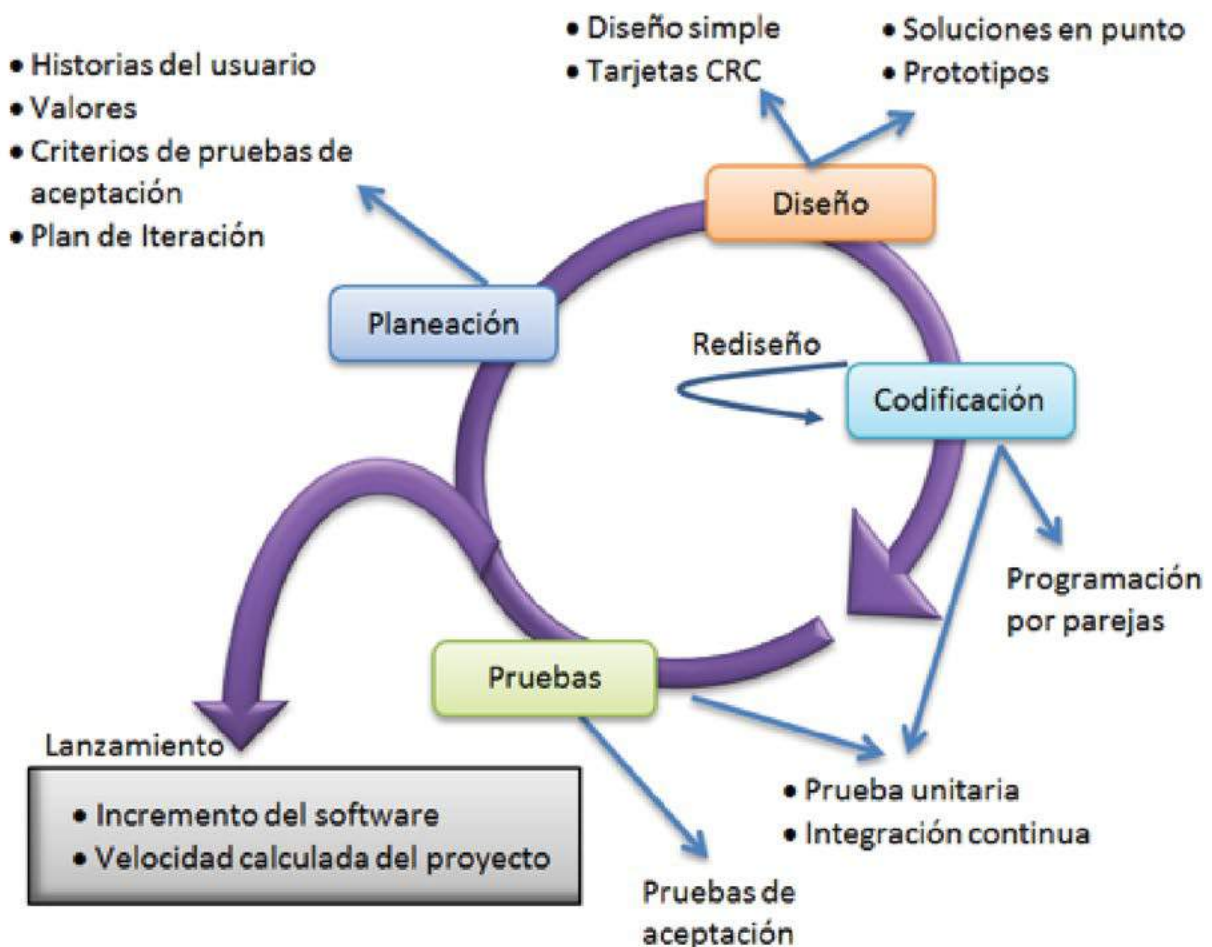 • Historias del usuario
• Valores
• Criterios de pruebas de
aceptación
• Plan de Iteración
• Diseño simple
• Tarjetas CRC
• Soluciones en punto
• Prototipos
Diseño
Planeación
Rediseño
Codificación
Programación
por parejas
Pruebas
Lanzamiento
• Incremento del software
• Velocidad calculada del proyecto
• Prueba unitaria
• Integración continua
Pruebas de
aceptación